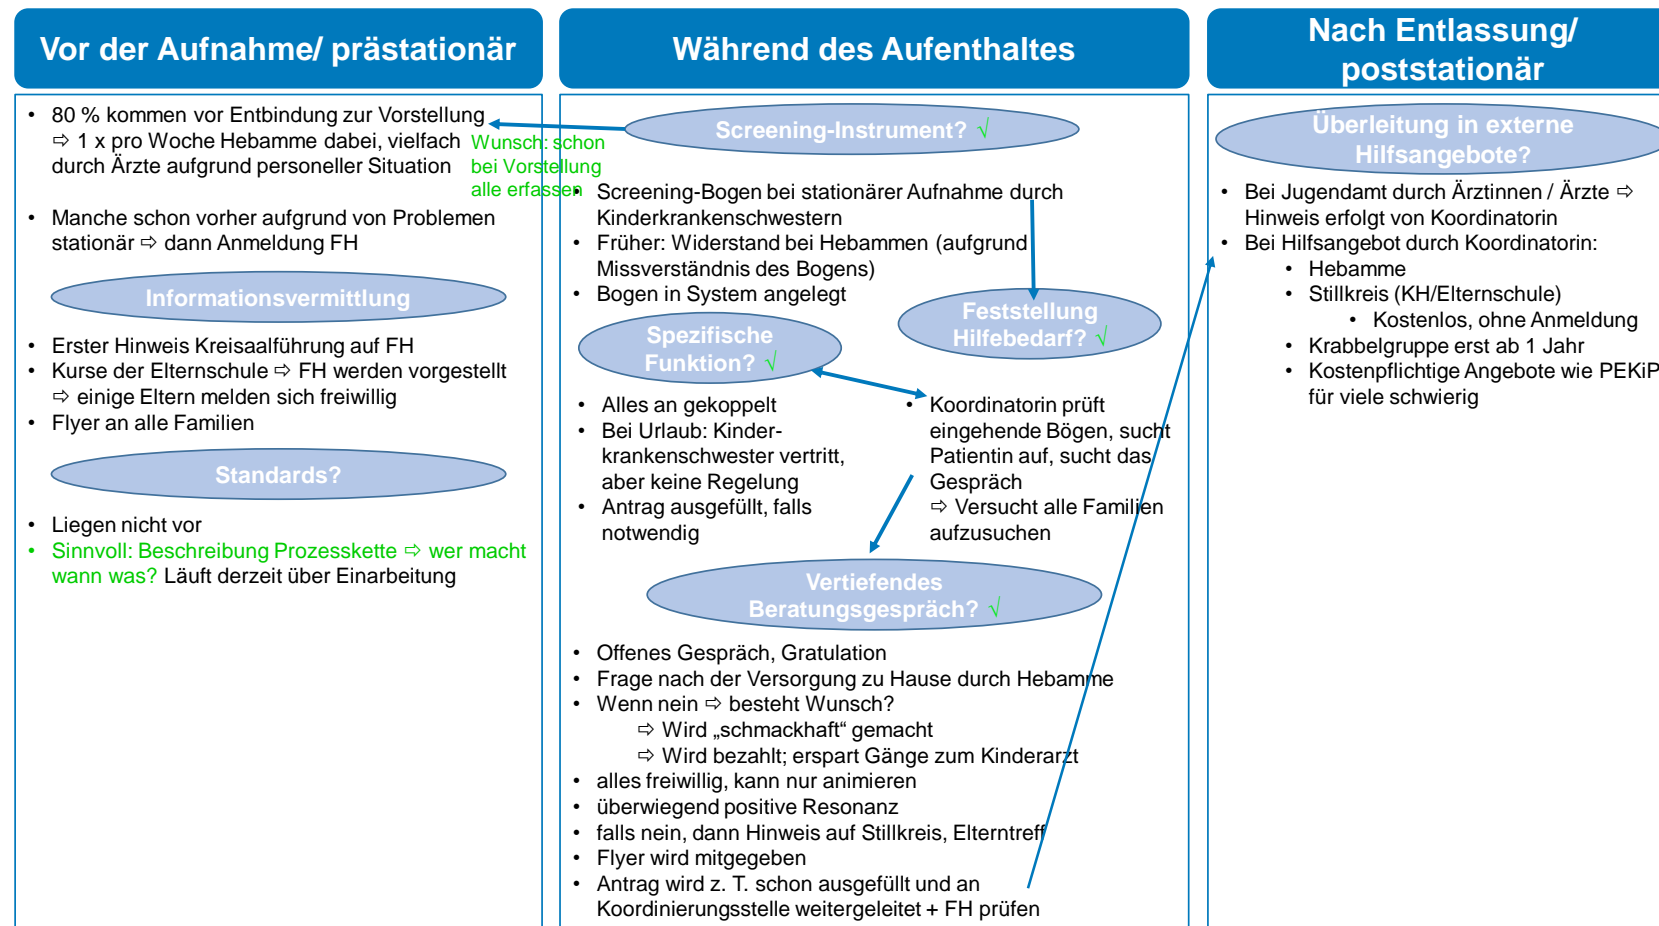 Vor der Aufnahme/ prästationär
• 80 % kommen vor Entbindung zur Vorstellung
⇨ 1 x pro Woche Hebamme dabei, vielfach
durch Ärzte aufgrund personeller Situation
Wunsch: schon
bei Vorstellung
alle erfassen
• Manche schon vorher aufgrund von Problemen
stationär ⇨ dann Anmeldung FH
Informationsvermittlung
• Erster Hinweis Kreisaalführung auf FH
• Kurse der Elternschule ⇨ FH werden vorgestellt
⇨ einige Eltern melden sich freiwillig
• Flyer an alle Familien
Standards?
• Liegen nicht vor
• Sinnvoll: Beschreibung Prozesskette ⇨ wer macht
wann was? Läuft derzeit über Einarbeitung
Während des Aufenthaltes
Screening-Instrument? √
• Screening-Bogen bei stationärer Aufnahme durch
Kinderkrankenschwestern
• Früher: Widerstand bei Hebammen (aufgrund
Missverständnis des Bogens)
• Bogen in System angelegt
Feststellung
Hilfebedarf? √
Spezifische
Funktion? √
• Alles an gekoppelt
• Bei Urlaub: Kinder-
krankenschwester vertritt,
aber keine Regelung
• Antrag ausgefüllt, falls
notwendig
• Koordinatorin prüft
eingehende Bögen, sucht
Patientin auf, sucht das
Gespräch
⇨ Versucht alle Familien
aufzusuchen
Vertiefendes
Beratungsgespräch? √
• Offenes Gespräch, Gratulation
• Frage nach der Versorgung zu Hause durch Hebamme
• Wenn nein ⇨ besteht Wunsch?
⇨ Wird „schmackhaft“ gemacht
⇨ Wird bezahlt; erspart Gänge zum Kinderarzt
• alles freiwillig, kann nur animieren
• überwiegend positive Resonanz
• falls nein, dann Hinweis auf Stillkreis, Elterntreff
• Flyer wird mitgegeben
• Antrag wird z. T. schon ausgefüllt und an
Koordinierungsstelle weitergeleitet + FH prüfen
Nach Entlassung/
poststationär
Überleitung in externe
Hilfsangebote?
• Bei Jugendamt durch Ärztinnen / Ärzte ⇨
Hinweis erfolgt von Koordinatorin
• Bei Hilfsangebot durch Koordinatorin:
• Hebamme
• Stillkreis (KH/Elternschule)
• Kostenlos, ohne Anmeldung
• Krabbelgruppe erst ab 1 Jahr
• Kostenpflichtige Angebote wie PEKiP
für viele schwierig